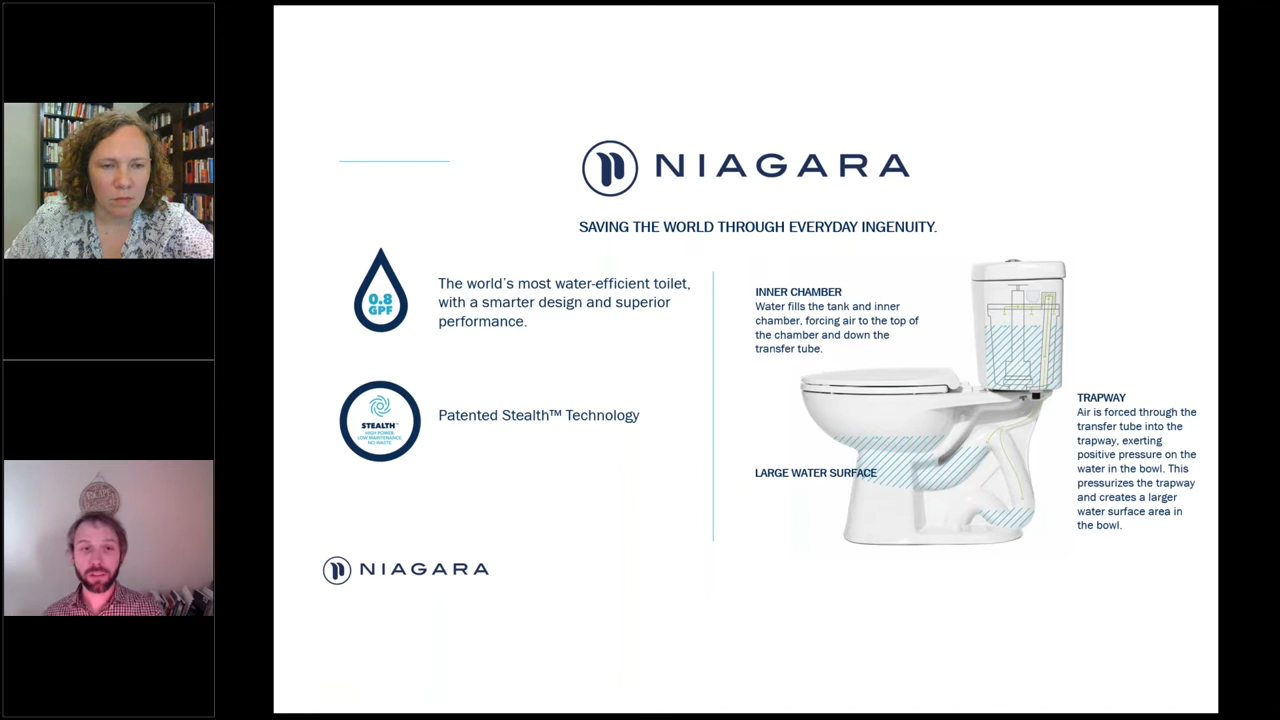 NIAGARA
SAVING THE WORLD THROUGH EVERYDAY INGENUITY.
0.8
GPF
The world's most water-efficient toilet,
with a smarter design and superior
performance.
STEALTH™
HIGH POWER.
LOW MAINTENANCE.
NO WASTE.
Patented Stealth™ Technology
NIAGARA
INNER CHAMBER
Water fills the tank and inner
chamber, forcing air to the top of
the chamber and down the
transfer tube.
LARGE WATER SURFACE
TRAPWAY
Air is forced through the
transfer tube into the
trapway, exerting
positive pressure on the
water in the bowl. This
pressurizes the trapway
and creates a larger
water surface area in
the bowl.